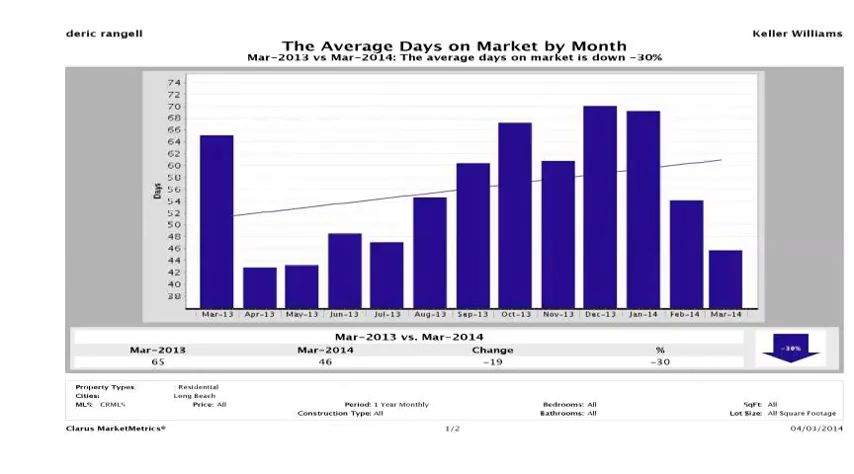 deric rangell Keller Williams
The Average Days on Market by Month
Mar-2013 vs Mar-2014: The average days on market is down -30%
74
72
70
68
66
64
62
60
58
56
54
52
50
48
46
44
42
40
38
Days
Mar-13 Apr-13 May-13 Jun-13 Jul-13 Aug-13 Sep-13 Oct-13 Nov-13 Dec-13 Jan-14 Feb-14 Mar-14
Mar-2013 vs. Mar-2014
Mar-2013 Mar-2014 Change %
65 46 -19 -30
-30%
Property Types: Residential
Cities: Long Beach
MLS: CRMLS Price: All Period: 1 Year Monthly Bedrooms: All SqFt: All
Construction Type: All Bathrooms: All Lot Size: All Square Footage
Clarus MarketMetrics® 1/2 04/03/2014